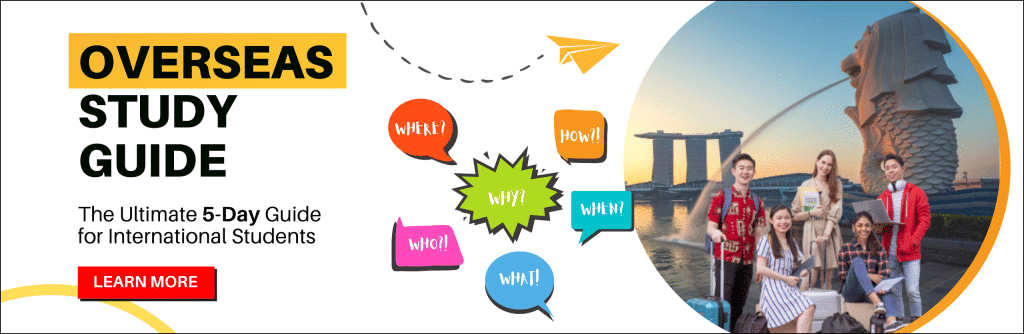 OVERSEAS
STUDY
GUIDE
The Ultimate 5-Day Guide
for International Students
LEARN MORE
WHERE?
HOW?!
WHY?
WHEN?
WHO?!
WHAT!